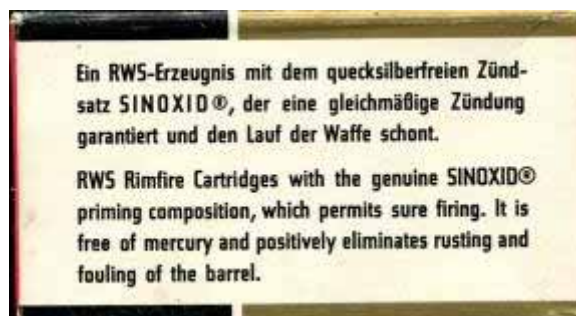 Ein RWS-Erzeugnis mit dem quecksilberfreien Zünd-
satz SINOXID®, der eine gleichmäßige Zündung
garantiert und den Lauf der Waffe schont.
RWS Rimfire Cartridges with the genuine SINOXID®
priming composition, which permits sure firing. It is
free of mercury and positively eliminates rusting and
fouling of the barrel.